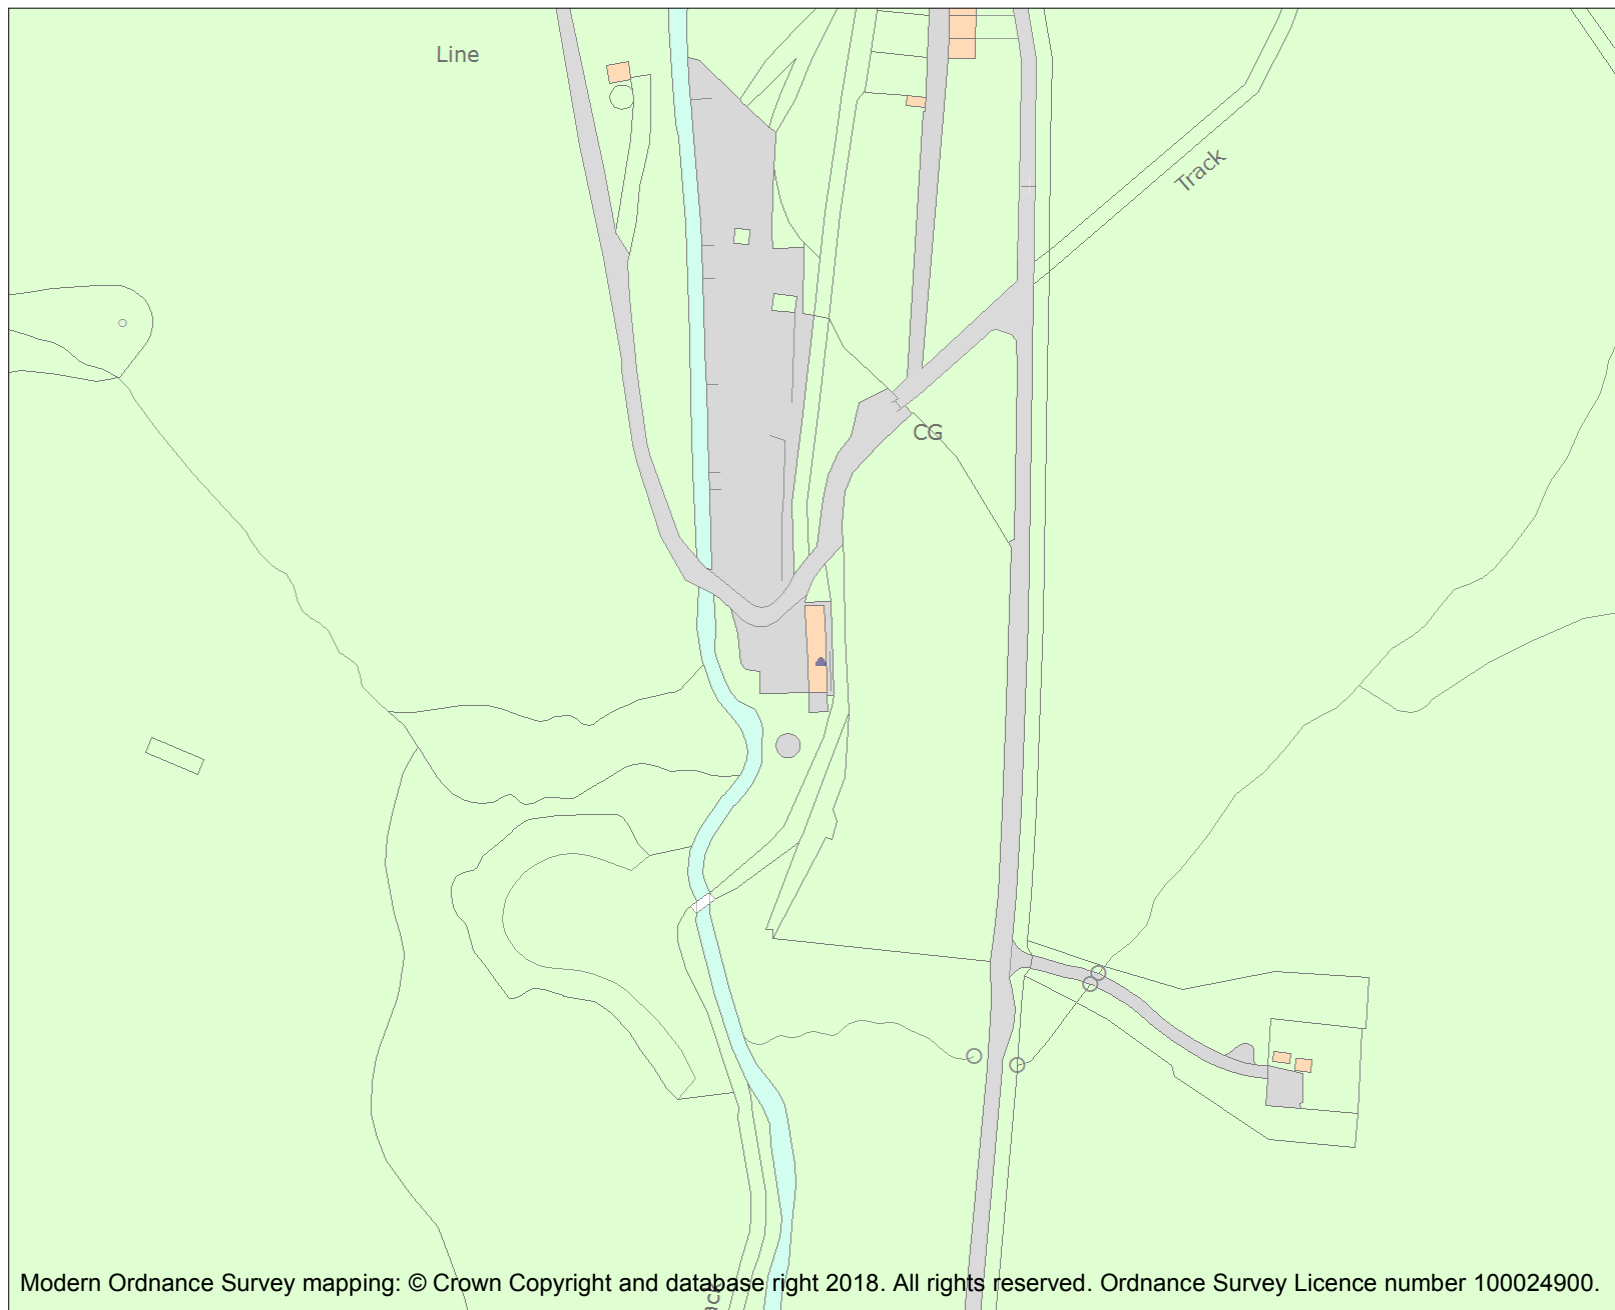 Line
Track
CG
Modern Ordnance Survey mapping: © Crown Copyright and database right 2018. All rights reserved. Ordnance Survey Licence number 100024900.